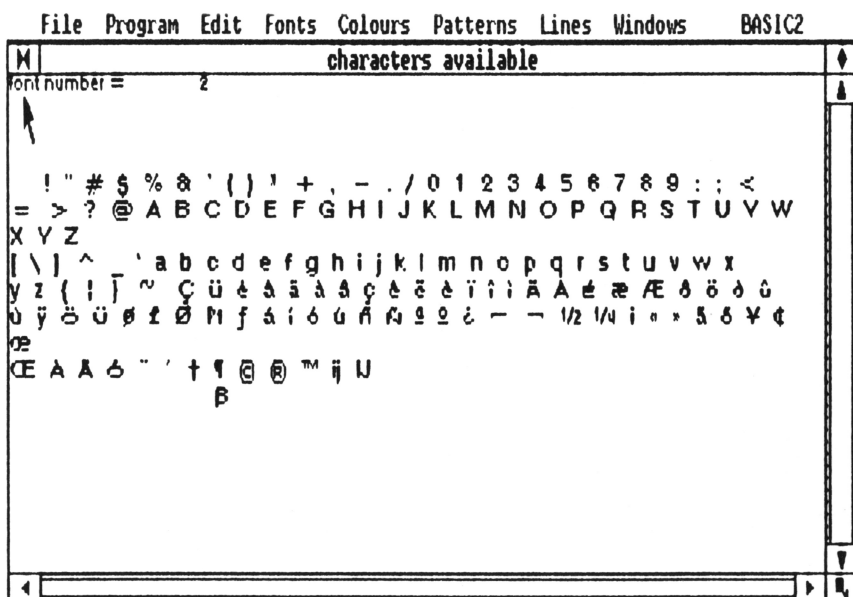 File Program Edit Fonts Colours Patterns Lines Windows BASIC2
characters available
font number = 2
! " # $ % & ' ( ) * + , - . / 0 1 2 3 4 5 6 7 8 9 : ; <
= > ? @ A B C D E F G H I J K L M N O P Q R S T U V W
X Y Z
[ \ ] ^ _ ` a b c d e f g h i j k l m n o p q r s t u v w x
y z { | } ~ Ç ü é â ä à å ç ê ë è ï î ì Ä Å É æ Æ ô ö ò û
ù ÿ Ö Ü ø £ Ø ƒ á í ó ú ñ Ñ ª º ¿ ⌐ ¬ ½ ¼ ¡ « » ã õ ¥ ¢
œ
Œ À Ã Õ ¨ ´ † ¶ © ® ™ ĳ Ĳ
β